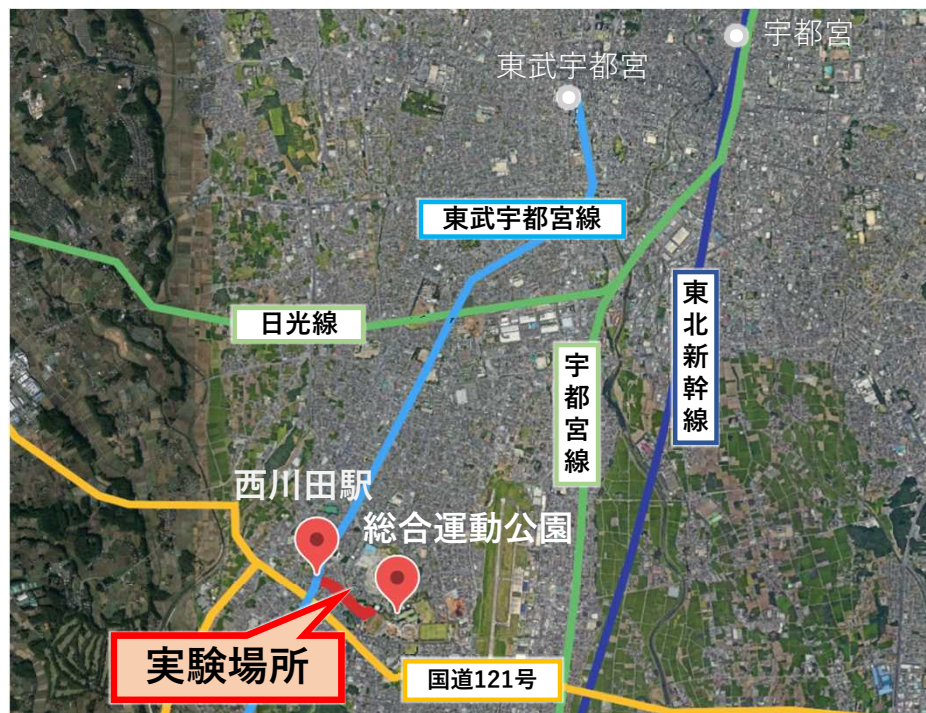 宇都宮
東武宇都宮
東武宇都宮線
日光線
東北新幹線
宇都宮線
西川田駅
総合運動公園
実験場所
国道121号